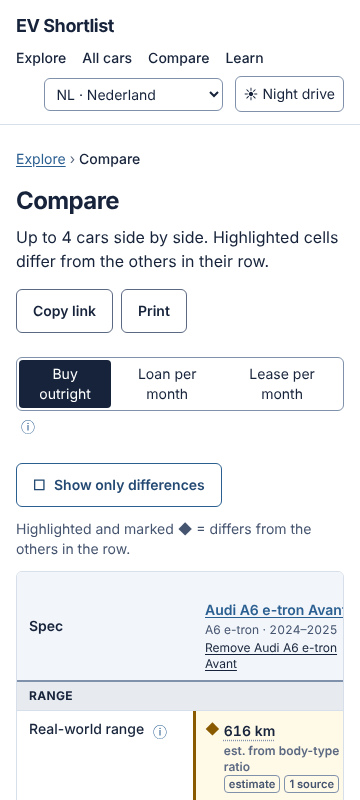 EV Shortlist
Explore All cars Compare Learn
NL · Nederland ☀ Night drive
Explore › Compare
Compare
Up to 4 cars side by side. Highlighted cells
differ from the others in their row.
Copy link Print
Buy outright Loan per month Lease per month
ⓘ
☐ Show only differences
Highlighted and marked ◆ = differs from the
others in the row.
Spec
Audi A6 e-tron Avant
A6 e-tron · 2024–2025
Remove Audi A6 e-tron
Avant
RANGE
Real-world range ⓘ ◆ 616 km
est. from body-type
ratio
estimate 1 source